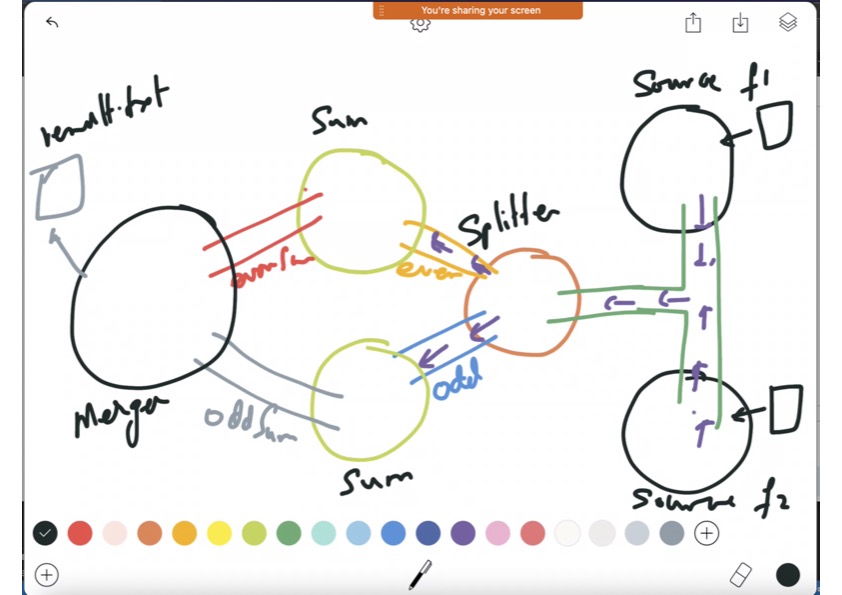 You're sharing your screen
Source f1
result.txt
Sum
Splitter
evenSum
even
odd
Merger
oddSum
Sum
Source f2